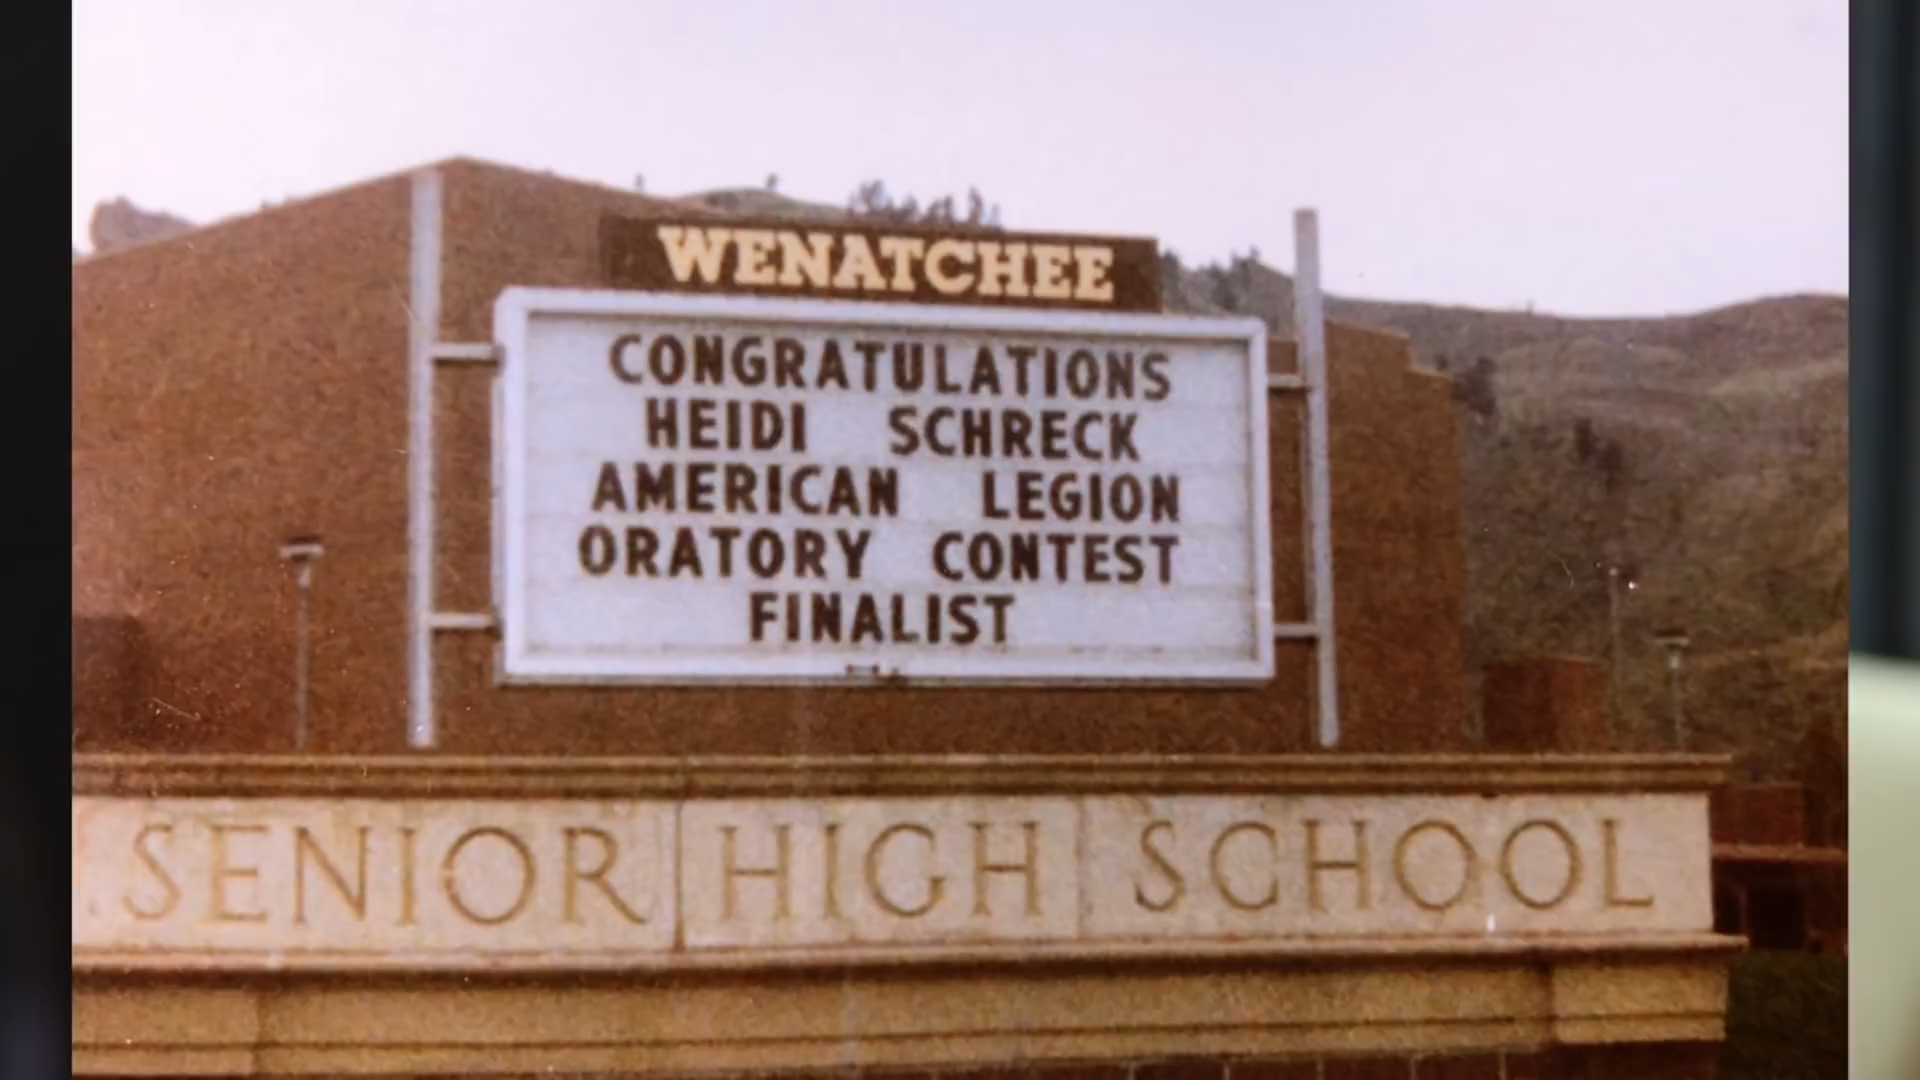 WENATCHEE
CONGRATULATIONS
HEIDI SCHRECK
AMERICAN LEGION
ORATORY CONTEST
FINALIST
SENIOR HIGH SCHOOL